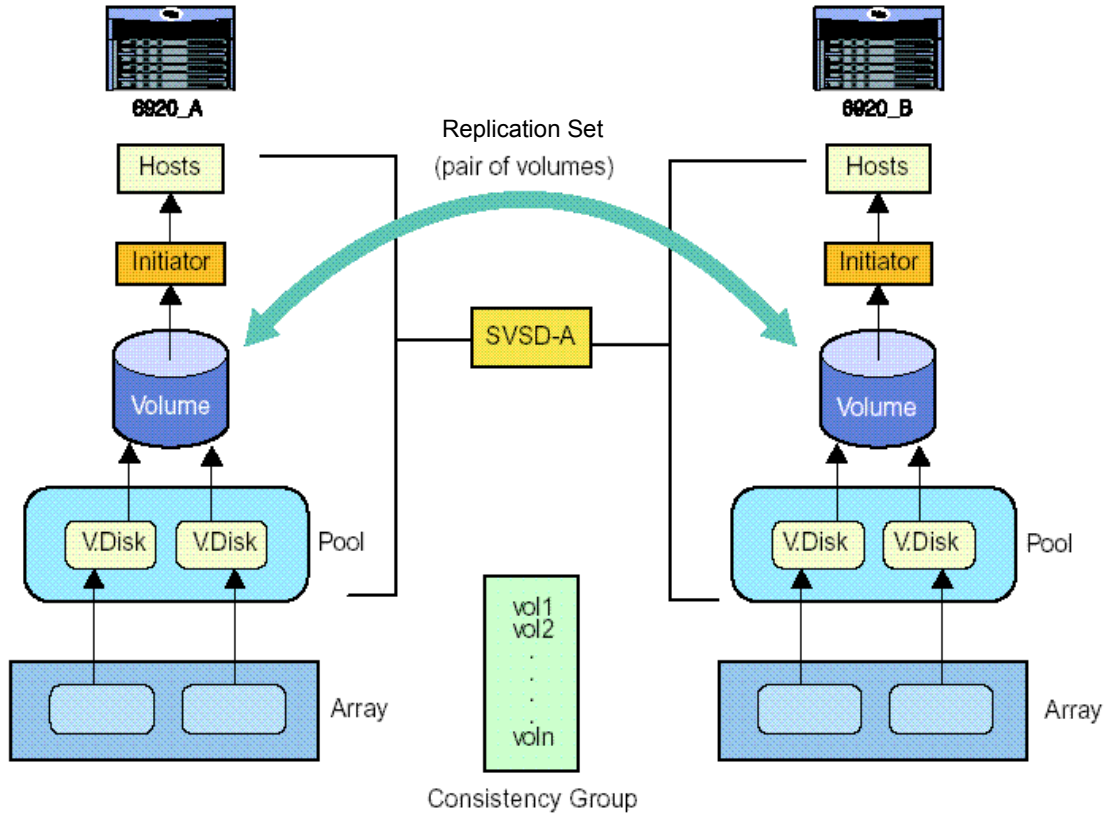 6920_A
6920_B
Replication Set
(pair of volumes)
Hosts
Hosts
Initiator
Initiator
SVSD-A
Volume
Volume
V.Disk
V.Disk
Pool
V.Disk
V.Disk
Pool
vol1
vol2
.
.
.
.
voln
Array
Array
Consistency Group